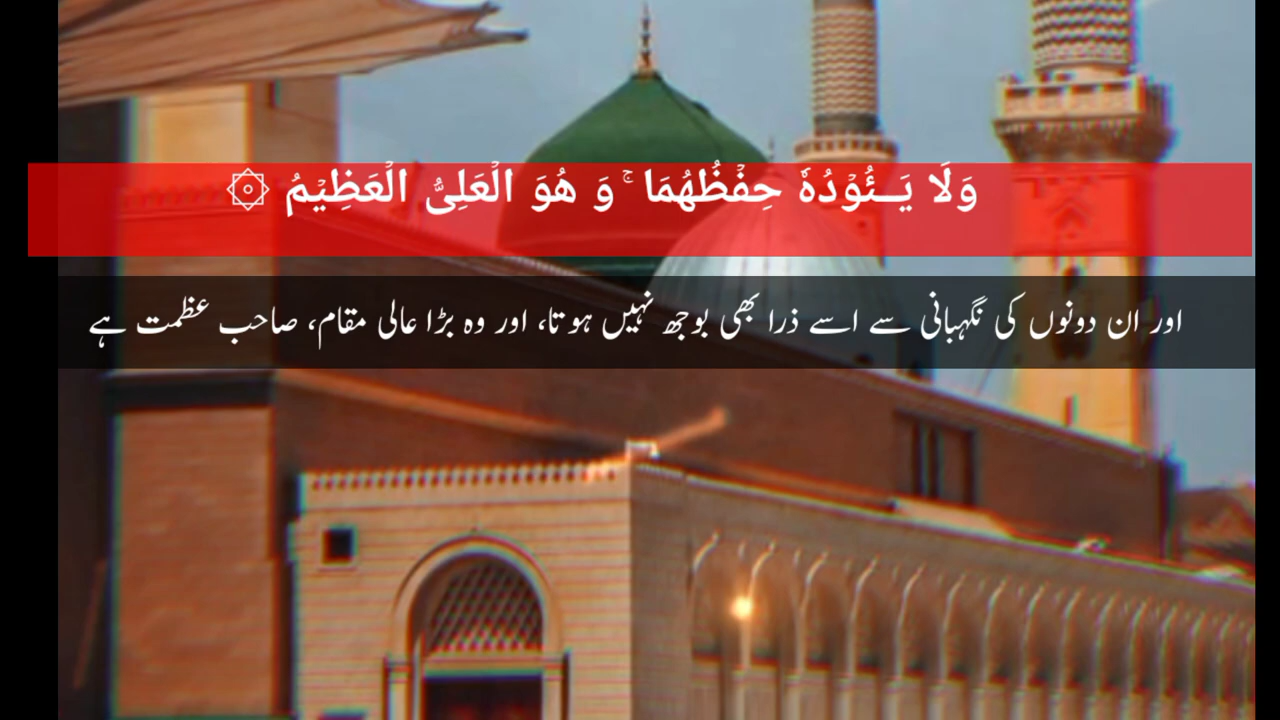 وَلَا یَـــُٔوۡدُہٗ حِفۡظُہُمَا ۚ وَ ہُوَ الۡعَلِیُّ الۡعَظِیۡمُ ۞
اور ان دونوں کی نگہبانی سے اسے ذرا بھی بوجھ نہیں ہوتا، اور وہ بڑا عالی مقام، صاحب عظمت ہے